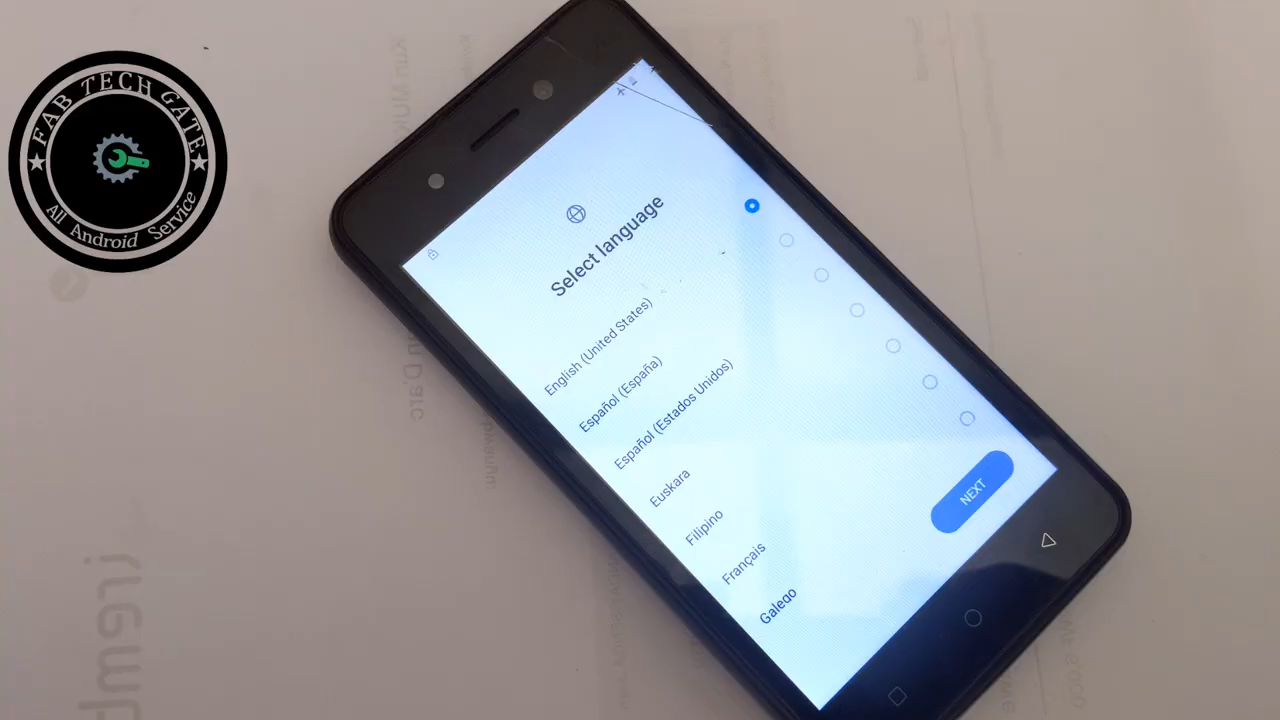 FAB TECH GATE
All Android Service
Select language
English (United States)
Español (España)
Español (Estados Unidos)
Euskara
Filipino
Français
Galego
NEXT